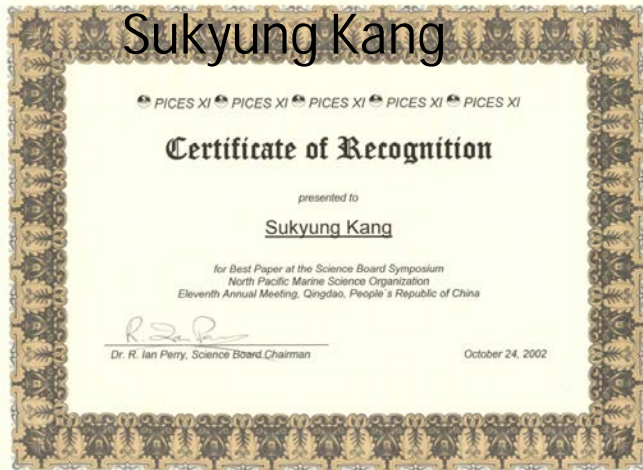 Sukyung Kang
PICES XI PICES XI PICES XI PICES XI PICES XI
Certificate of Recognition
presented to
Sukyung Kang
for Best Paper at the Science Board Symposium
North Pacific Marine Science Organization
Eleventh Annual Meeting, Qingdao, People`s Republic of China
R. Ian Perry
Dr. R. Ian Perry, Science Board Chairman
October 24, 2002